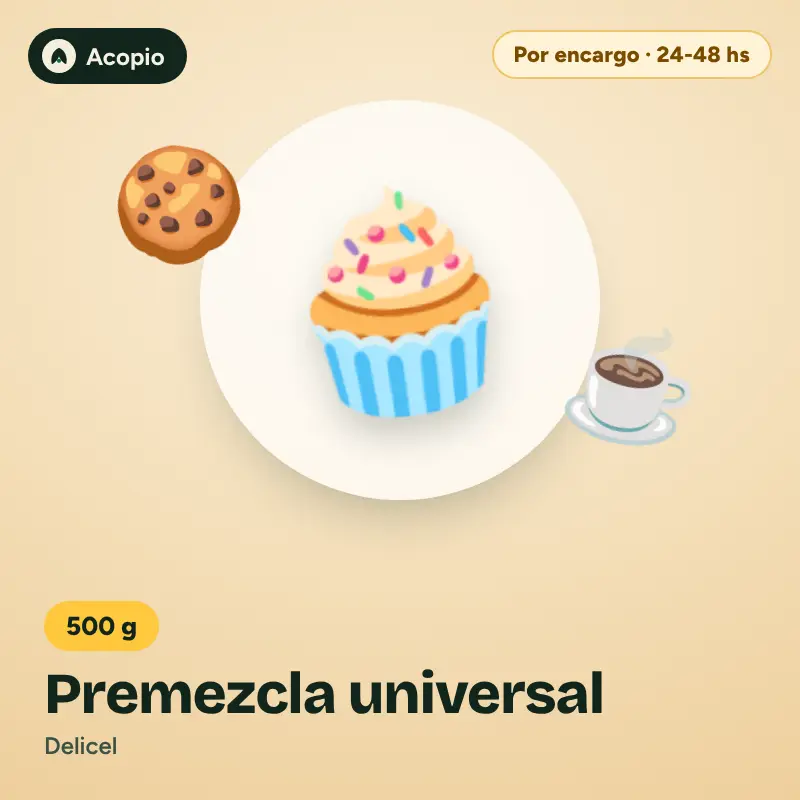 Acopio
Por encargo · 24-48 hs
500 g
Premezcla universal
Delicel